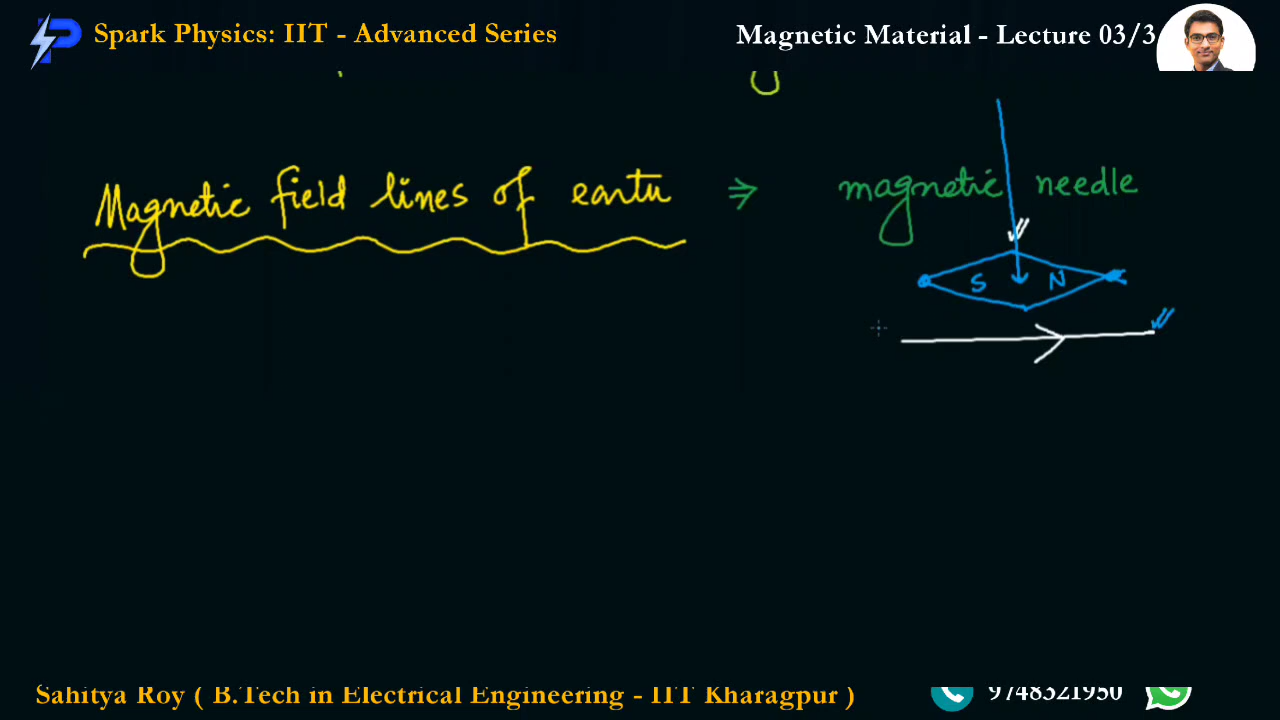 Spark Physics: IIT - Advanced Series
Magnetic Material - Lecture 03/3
Magnetic field lines of eartu ⇒ magnetic needle
S N
Sahitya Roy ( B.Tech in Electrical Engineering - IIT Kharagpur )
9748321950